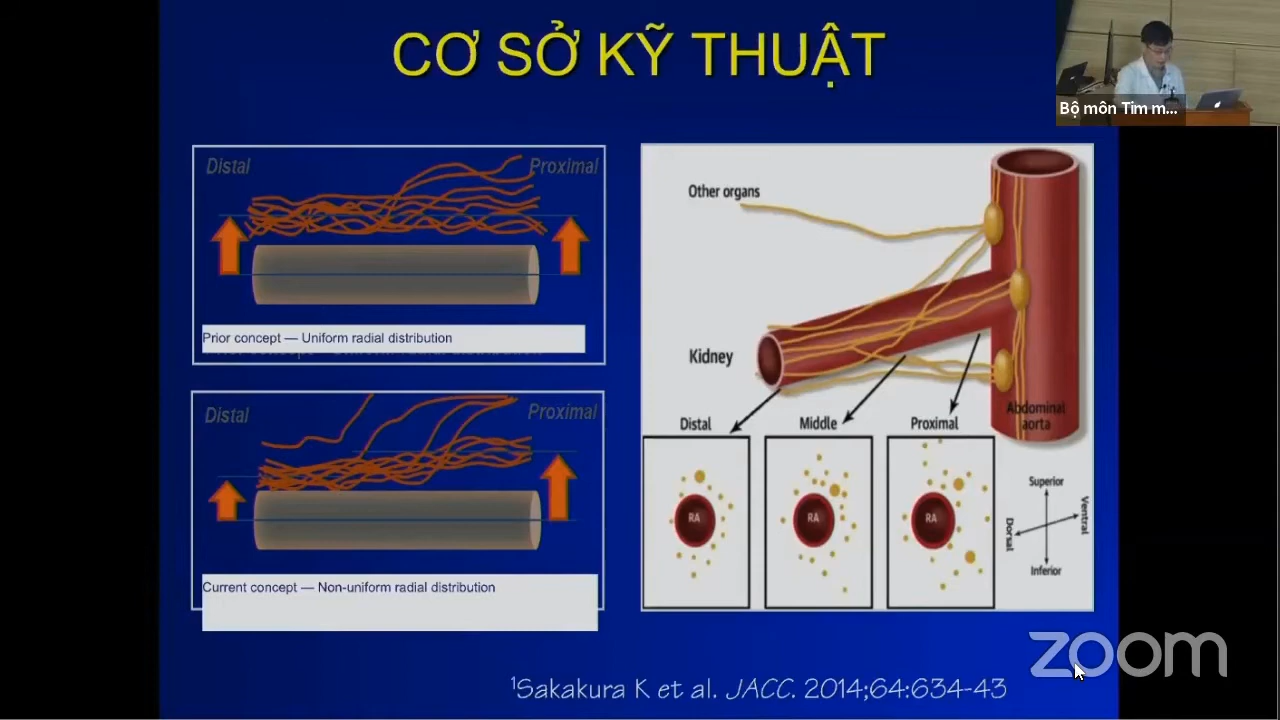 CƠ SỞ KỸ THUẬT
Bộ môn Tim m...
Distal
Proximal
Prior concept — Uniform radial distribution
Distal
Proximal
Current concept — Non-uniform radial distribution
Other organs
Kidney
Abdominal
aorta
Distal
Middle
Proximal
RA
RA
RA
Superior
Ventral
Dorsal
Inferior
zoom
¹Sakakura K et al. JACC. 2014;64:634-43